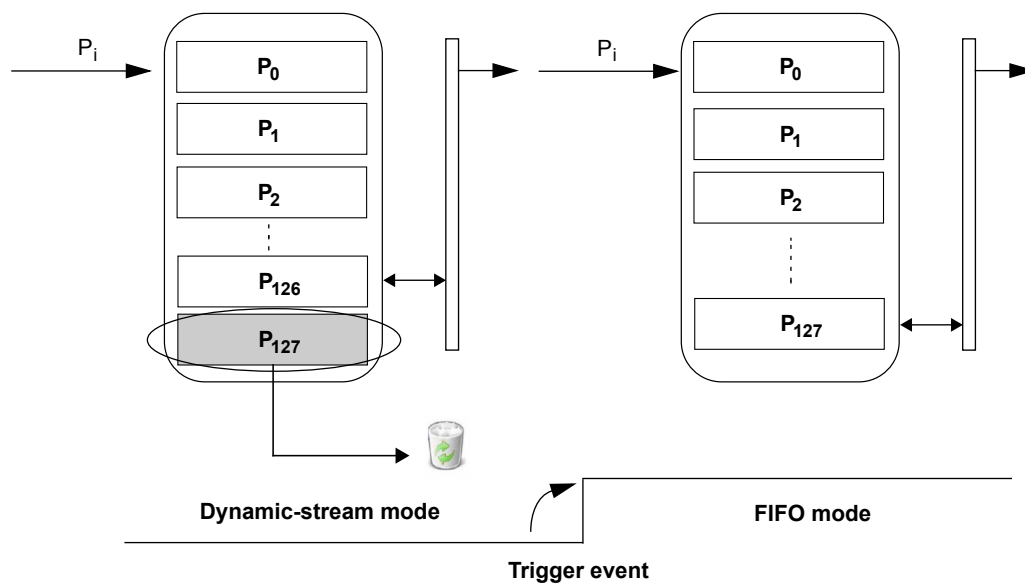 Pi
P0
P1
P2
P126
P127
Pi
P0
P1
P2
P127
Dynamic-stream mode
FIFO mode
Trigger event